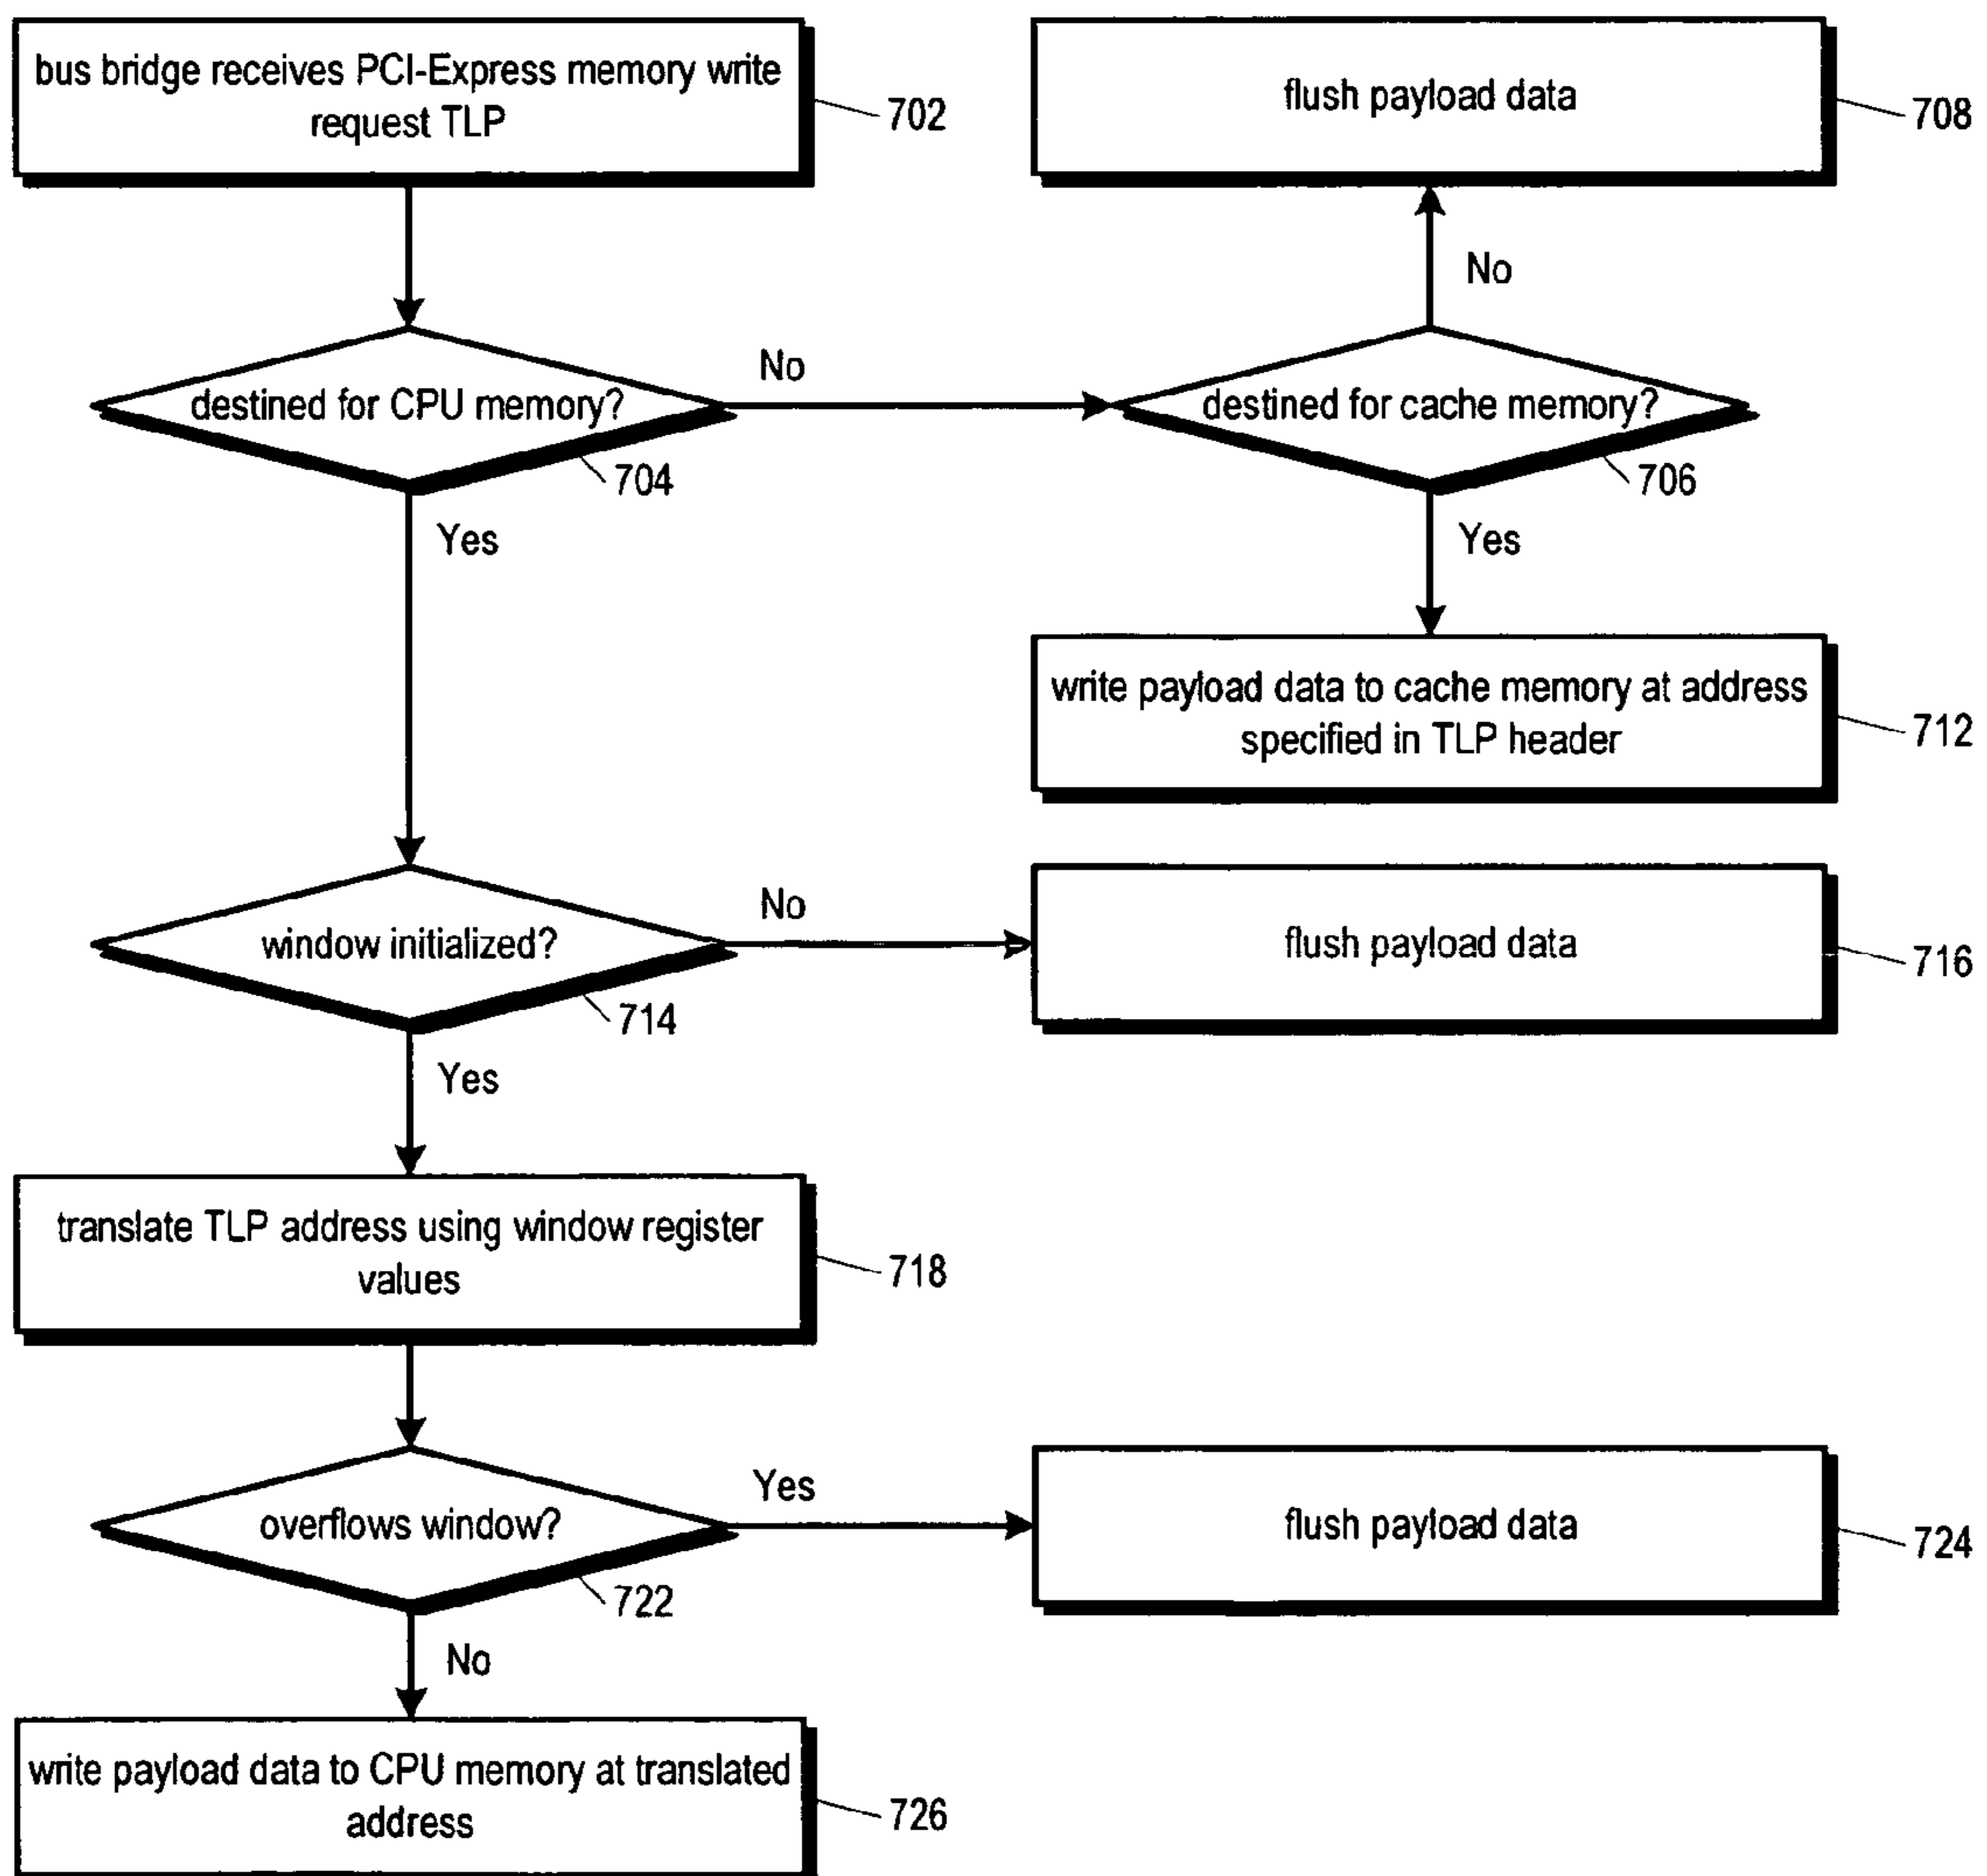 bus bridge receives PCI-Express memory write
request TLP
702
flush payload data
708
No
destined for CPU memory?
704
No
destined for cache memory?
706
Yes
Yes
write payload data to cache memory at address
specified in TLP header
712
window initialized?
714
No
flush payload data
716
Yes
translate TLP address using window register
values
718
overflows window?
722
Yes
flush payload data
724
No
write payload data to CPU memory at translated
address
726